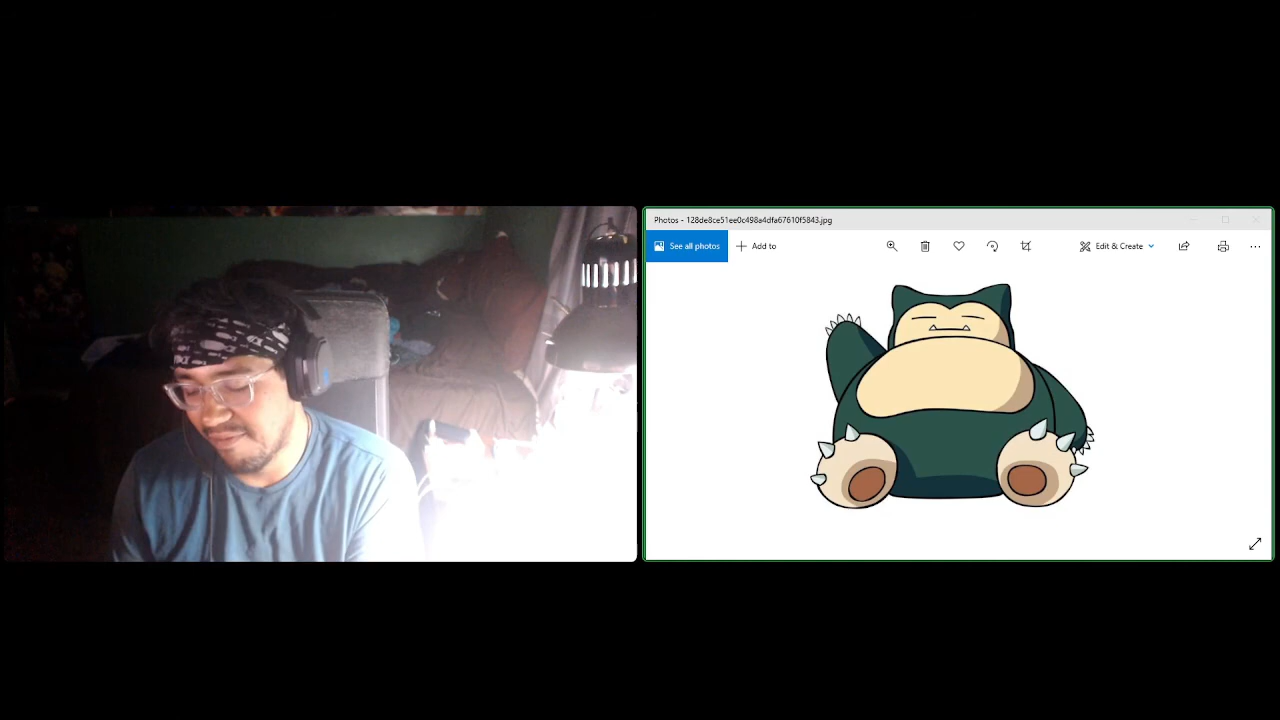 Photos - 128de8ce51ee0c498a4dfa67610f5843.jpg
See all photos
Add to
Edit & Create